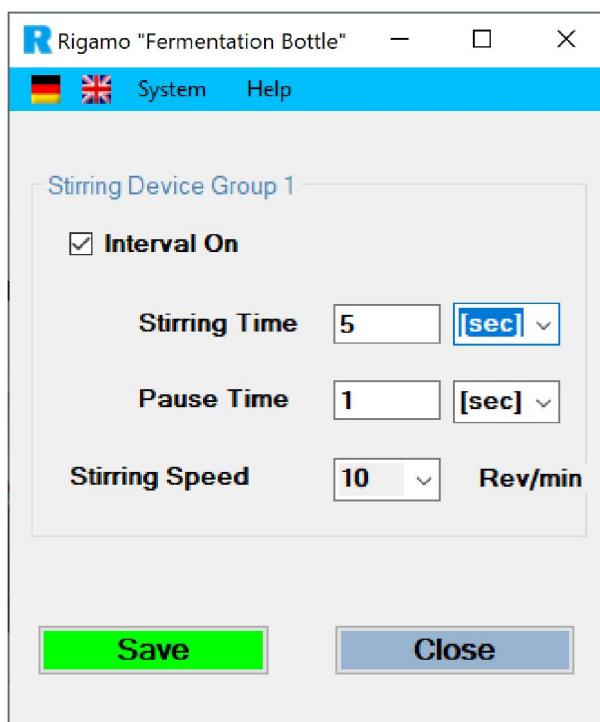 R Rigamo "Fermentation Bottle"
System Help
Stirring Device Group 1
Interval On
Stirring Time 5 [sec]
Pause Time 1 [sec]
Stirring Speed 10 Rev/min
Save Close